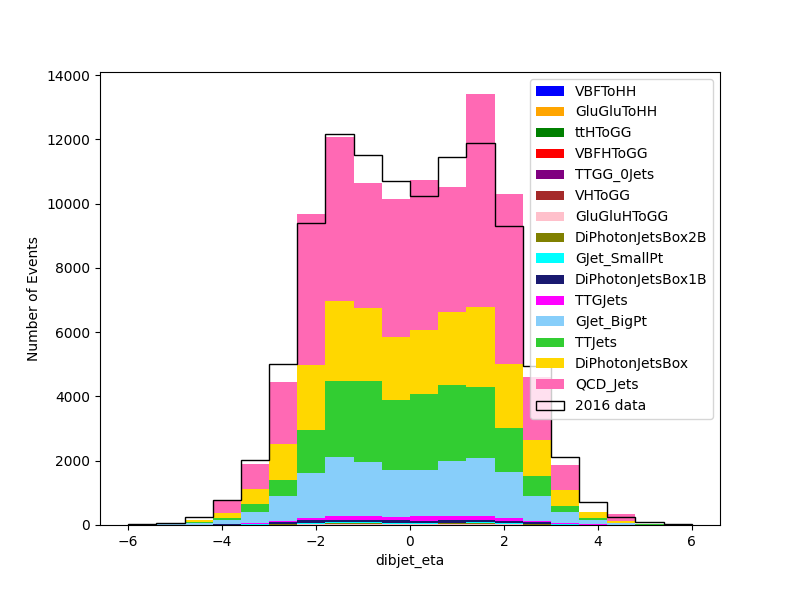 14000
12000
10000
8000
6000
4000
2000
0
Number of Events
−6
−4
−2
0
2
4
6
dibjet_eta
VBFToHH
GluGluToHH
ttHToGG
VBFHToGG
TTGG_0Jets
VHToGG
GluGluHToGG
DiPhotonJetsBox2B
GJet_SmallPt
DiPhotonJetsBox1B
TTGJets
GJet_BigPt
TTJets
DiPhotonJetsBox
QCD_Jets
2016 data